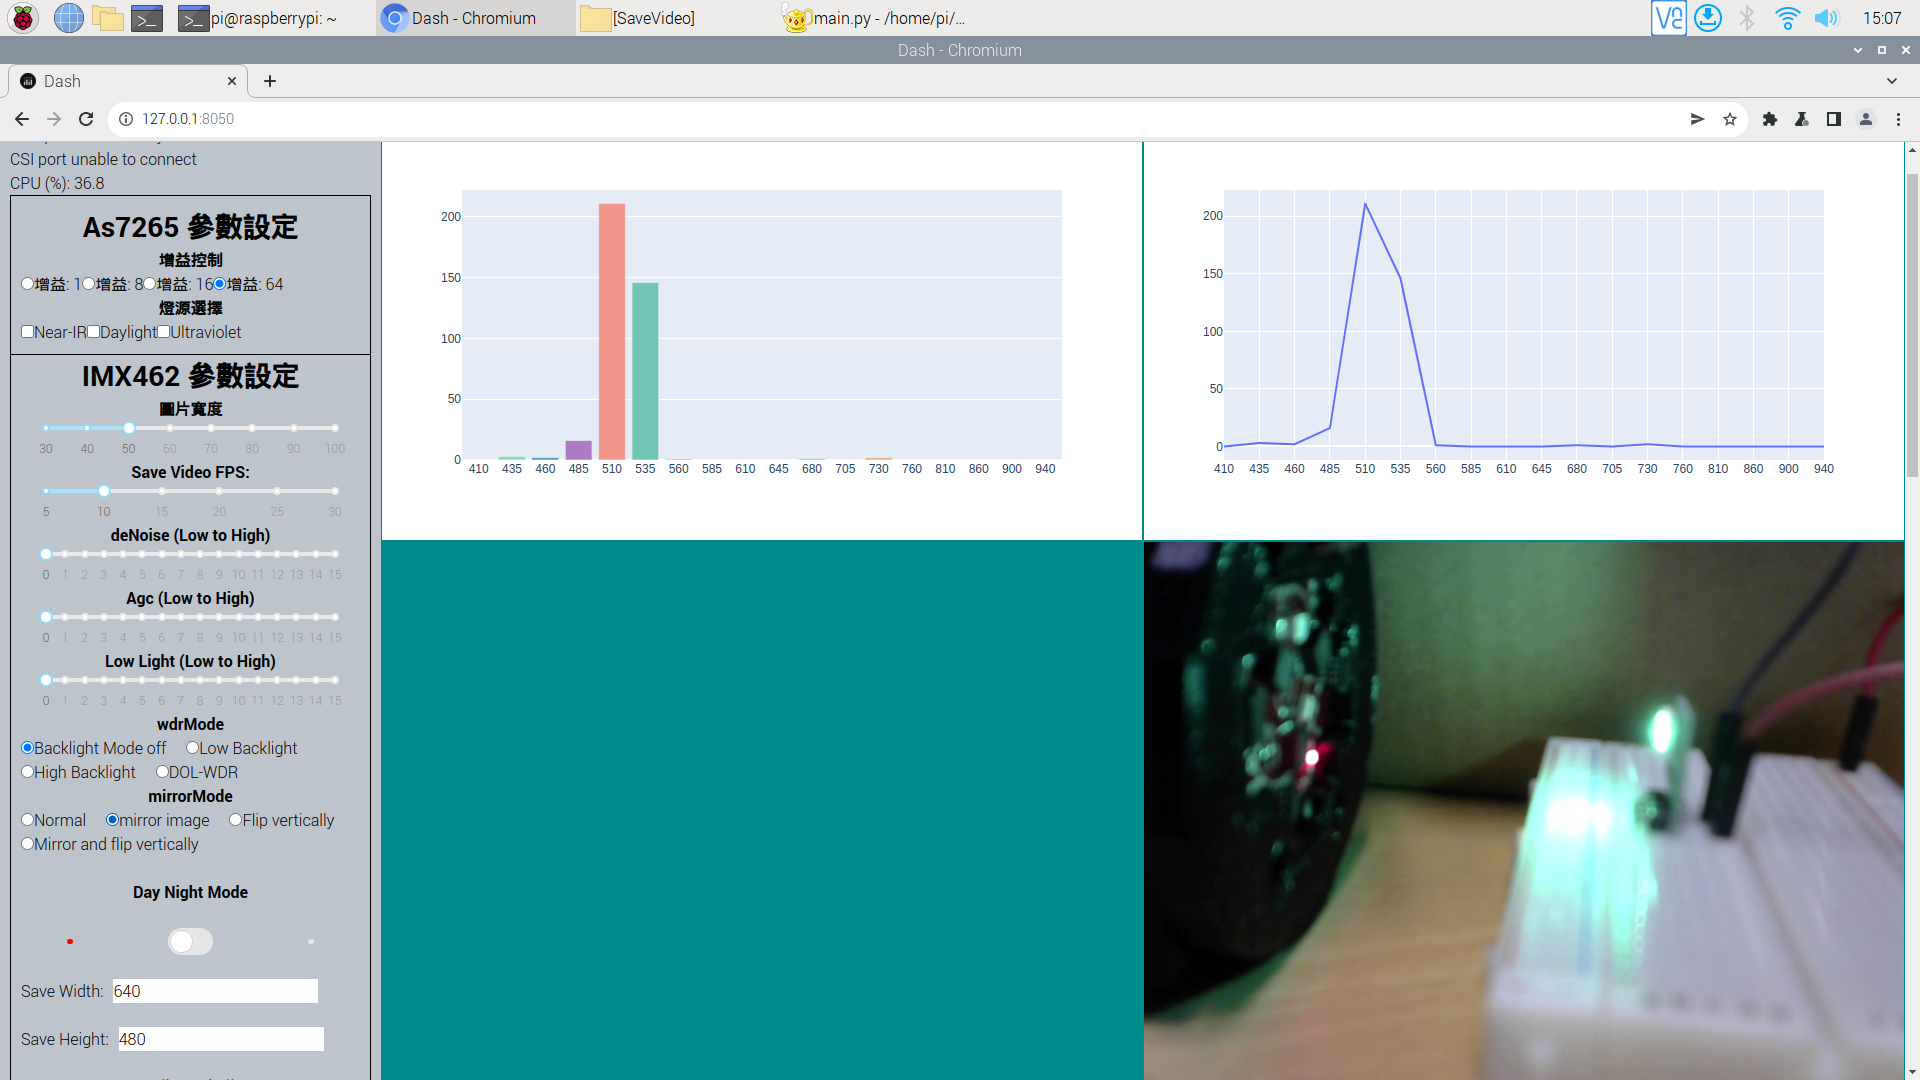 pi@raspberrypi: ~
Dash - Chromium
[SaveVideo]
main.py - /home/pi/...
15:07
Dash - Chromium
Dash
127.0.0.1:8050
CSI port unable to connect
CPU (%): 36.8
As7265 參數設定
增益控制
增益: 1 增益: 8 增益: 16 增益: 64
燈源選擇
Near-IR Daylight Ultraviolet
IMX462 參數設定
圖片寬度
30 40 50 60 70 80 90 100
Save Video FPS:
5 10 15 20 25 30
deNoise (Low to High)
0 1 2 3 4 5 6 7 8 9 10 11 12 13 14 15
Agc (Low to High)
0 1 2 3 4 5 6 7 8 9 10 11 12 13 14 15
Low Light (Low to High)
0 1 2 3 4 5 6 7 8 9 10 11 12 13 14 15
wdrMode
Backlight Mode off Low Backlight
High Backlight DOL-WDR
mirrorMode
Normal mirror image Flip vertically
Mirror and flip vertically
Day Night Mode
Save Width: 640
Save Height: 480
200
150
100
50
0
410 435 460 485 510 535 560 585 610 645 680 705 730 760 810 860 900 940
200
150
100
50
0
410 435 460 485 510 535 560 585 610 645 680 705 730 760 810 860 900 940